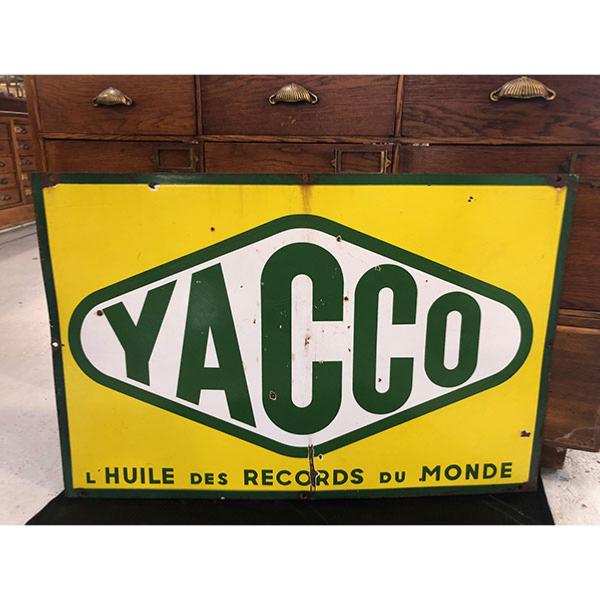 YACCO
L'HUILE DES RECORDS DU MONDE